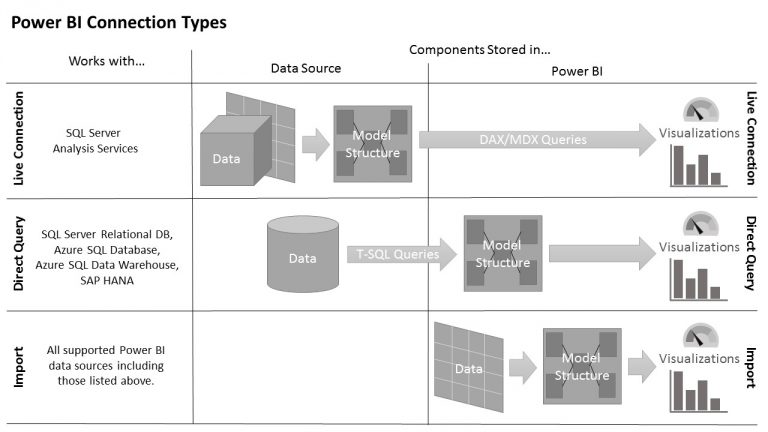 Power BI Connection Types
Components Stored in...
Works with...
Data Source
Power BI
Live Connection
SQL Server
Analysis Services
Data
Model
Structure
DAX/MDX Queries
Visualizations
Live Connection
Direct Query
SQL Server Relational DB,
Azure SQL Database,
Azure SQL Data Warehouse,
SAP HANA
Data
T-SQL Queries
Model
Structure
Visualizations
Direct Query
Import
All supported Power BI
data sources including
those listed above.
Data
Model
Structure
Visualizations
Import